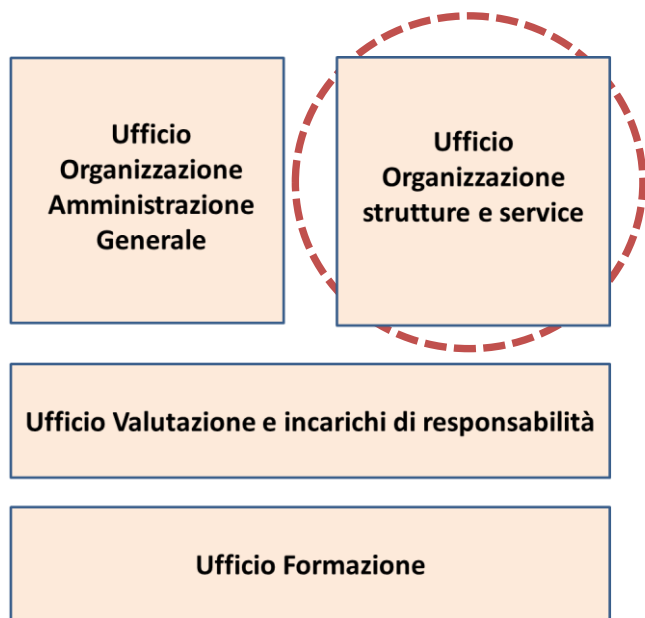 Ufficio
Organizzazione
Amministrazione
Generale
Ufficio
Organizzazione
strutture e service
Ufficio Valutazione e incarichi di responsabilità
Ufficio Formazione